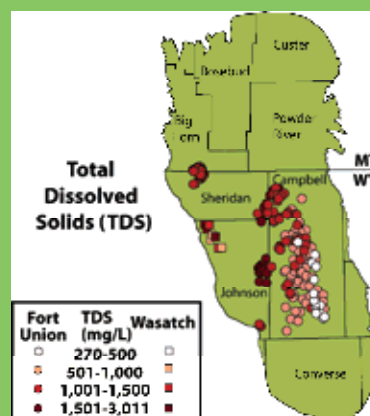 Custer
Rosebud
Big
Horn
Powder
River
MT
WY
Campbell
Sheridan
Total
Dissolved
Solids (TDS)
Johnson
Converse
Fort Union TDS (mg/L) Wasatch
270-500
501-1,000
1,001-1,500
1,501-3,011